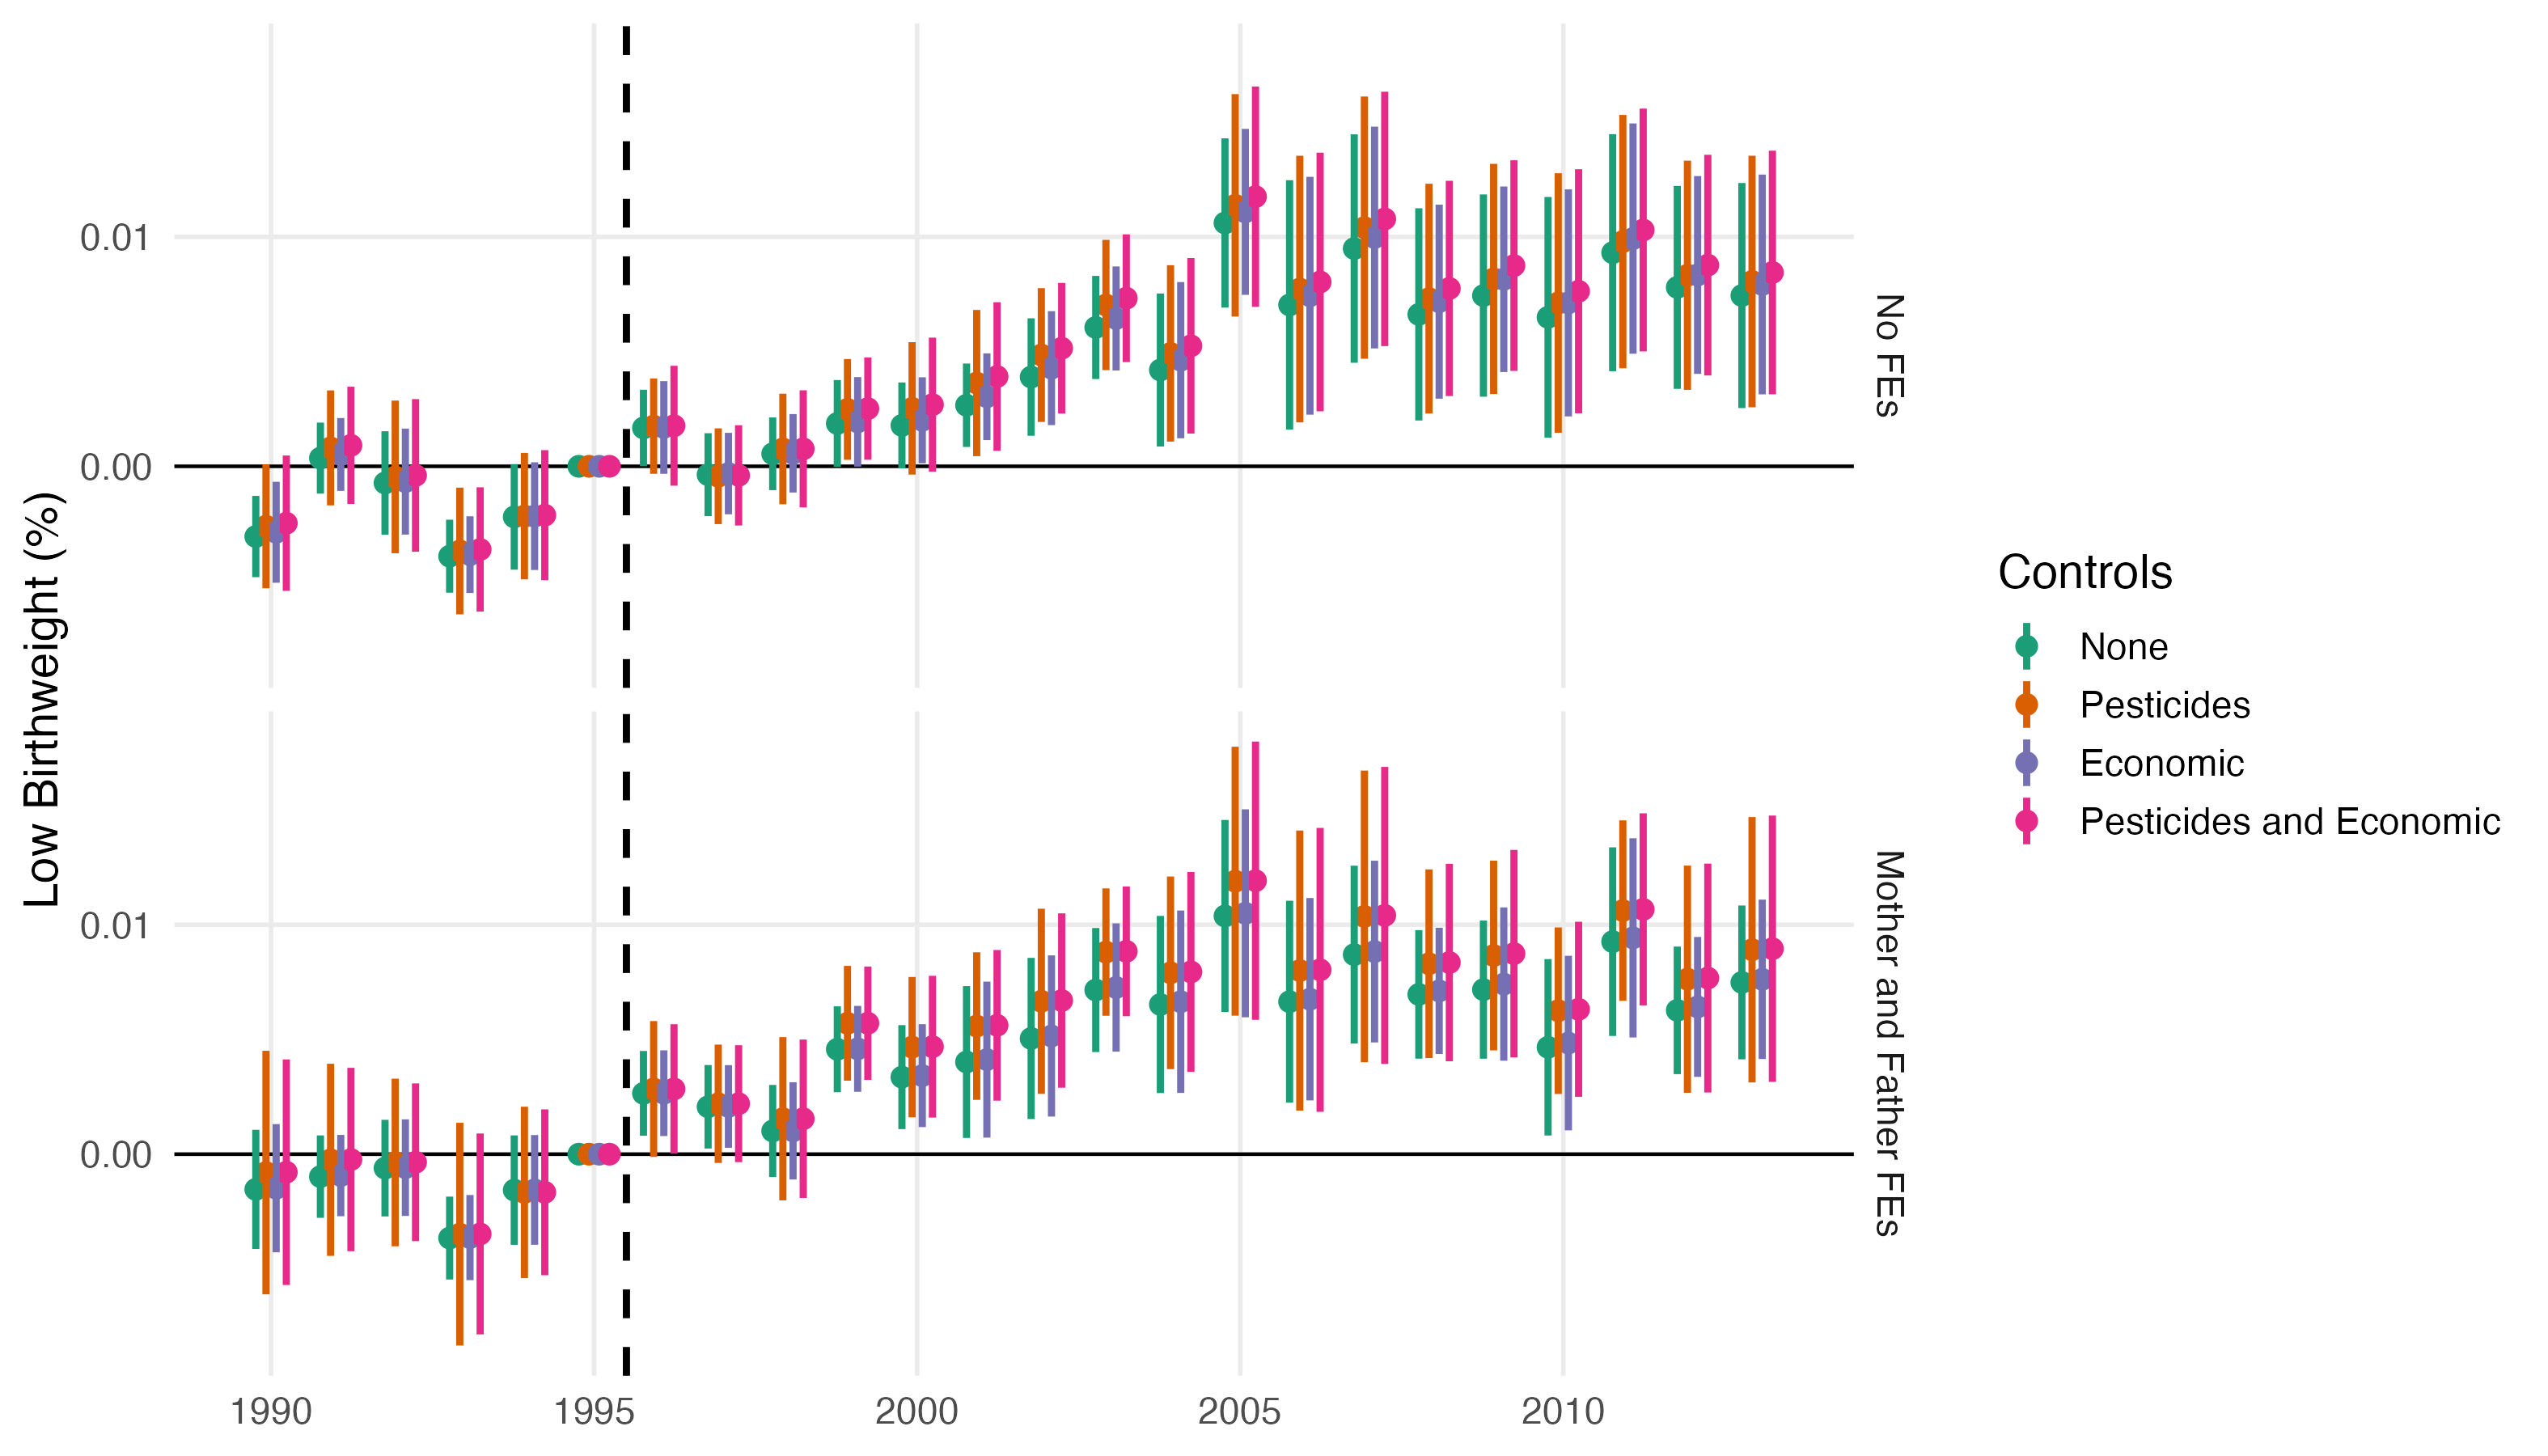 Low Birthweight (%)
0.01
0.00
No FEs
0.01
0.00
Mother and Father FEs
1990
1995
2000
2005
2010
Controls
None
Pesticides
Economic
Pesticides and Economic